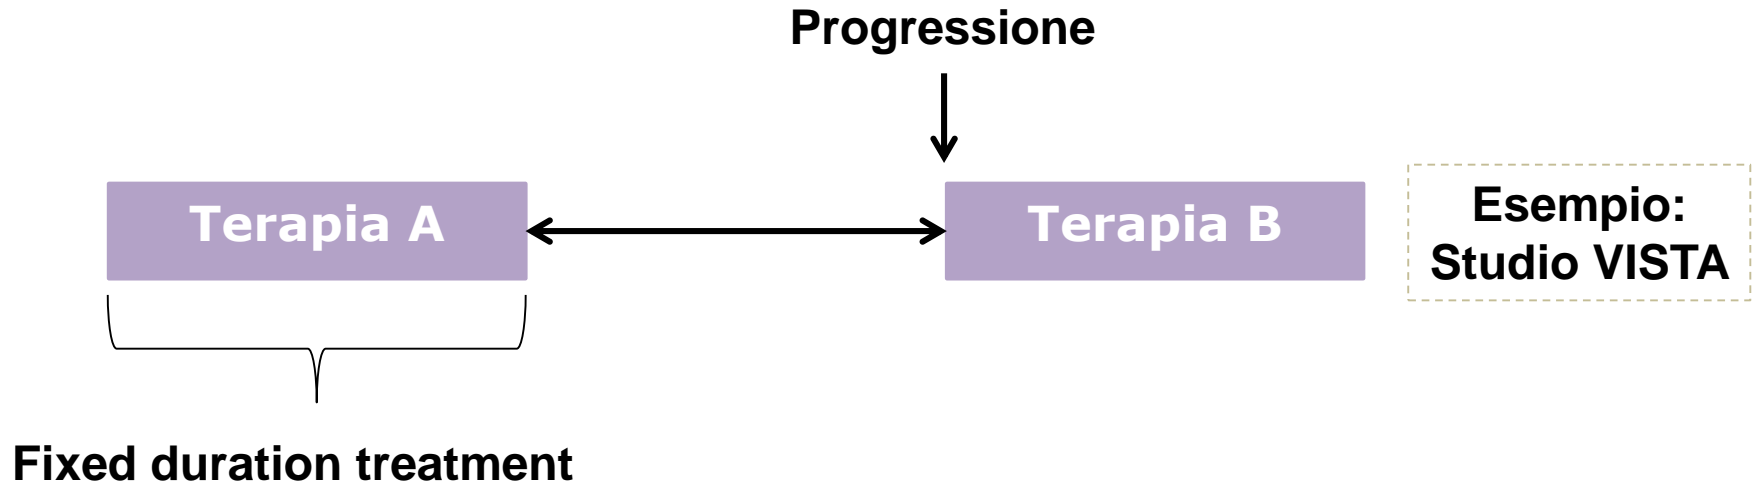 Progressione
Terapia A
Terapia B
Esempio:
Studio VISTA
Fixed duration treatment